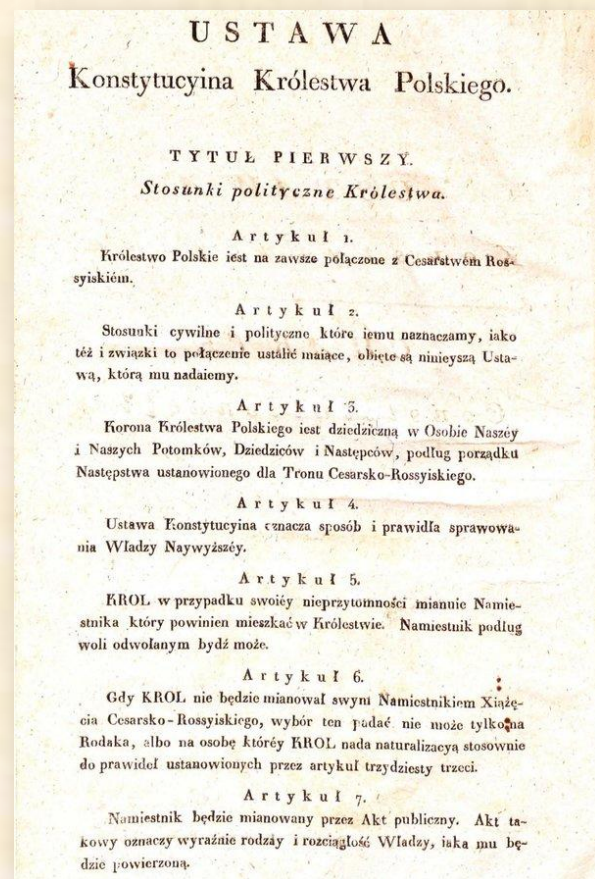 USTAWA
Konstytucyina Królestwa Polskiego.
TYTUŁ PIERWSZY.
Stosunki polityczne Królestwa.
Artykuł 1.
Królestwo Polskie iest na zawsze połączone z Cesarstwém Ros-
syiskiém.
Artykuł 2.
Stosunki cywilne i polityczne które iemu naznaczamy, iako
téż i związki to połączenie ustalić maiące, obięte są ninieyszą Usta-
wą, którą mu nadaiemy.
Artykuł 3.
Korona Królestwa Polskiego iest dziedziczną w Osobie Naszéy
i Naszych Potomków, Dziedziców i Następców, podług porządku
Następstwa ustanowionego dla Tronu Cesarsko-Rossyiskiego.
Artykuł 4.
Ustawa Konstytucyina oznacza sposób i prawidła sprawowa-
nia Władzy Naywyższéy.
Artykuł 5.
KROL w przypadku swoiéy nieprzytomności mianuie Namie-
stnika który powinien mieszkać w Królestwie. Namiestnik podług
woli odwołanym bydź może.
Artykuł 6.
Gdy KROL nie będzie mianował swym Namiestnikiem Xiążę-
cia Cesarsko-Rossyiskiego, wybór ten padać nie może tylko na
Rodaka, albo na osobę któréy KROL nada naturalizacyą stosownie
do prawideł ustanowionych przez artykuł trzydziesty trzeci.
Artykuł 7.
Namiestnik będzie mianowany przez Akt publiczny. Akt ta-
kowy oznaczy wyraźnie rodzáy i rozciągłość Władzy, iaka mu bę-
dzie powierzoną.